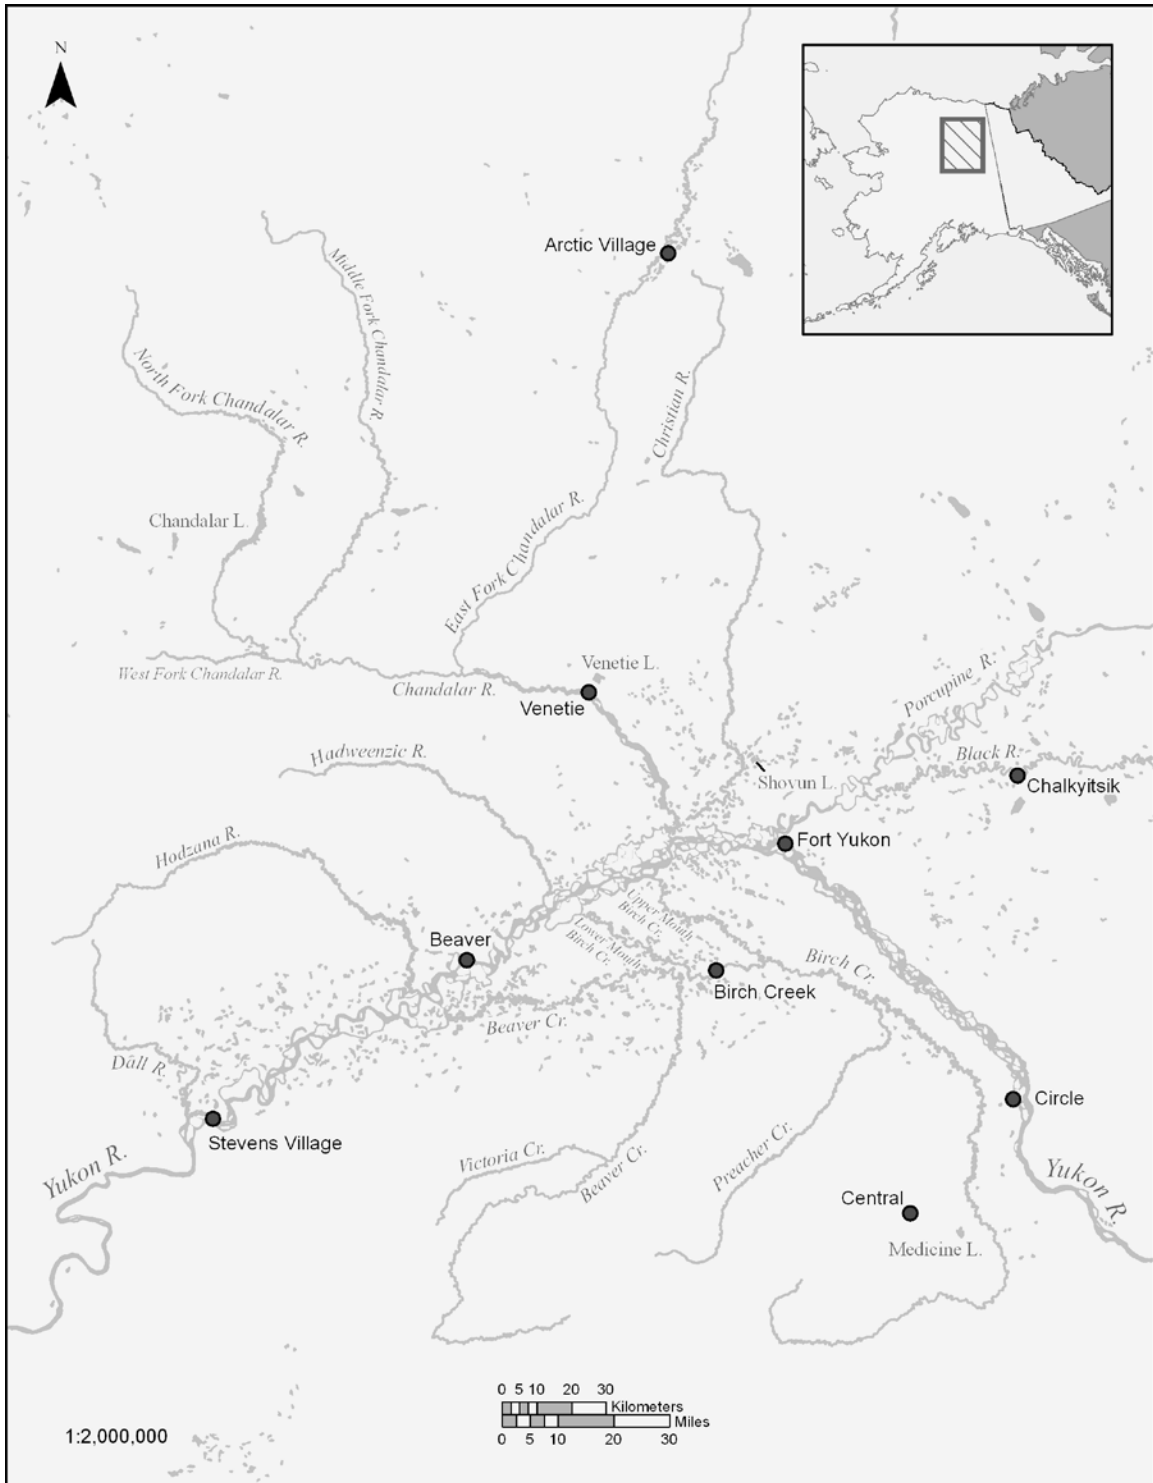 N
Arctic Village
Middle Fork Chandalar R.
North Fork Chandalar R.
Christian R.
Chandalar L.
East Fork Chandalar R.
West Fork Chandalar R.
Chandalar R.
Venetie L.
Venetie
Porcupine R.
Hadweenzic R.
Black R.
Shovun L.
Chalkyitsik
Hodzana R.
Fort Yukon
Upper Mouth
Birch Cr.
Lower Mouth
Birch Cr.
Beaver
Birch Cr.
Birch Creek
Beaver Cr.
Dall R.
Circle
Stevens Village
Yukon R.
Victoria Cr.
Beaver Cr.
Preacher Cr.
Yukon R.
Central
Medicine L.
0 5 10 20 30
Kilometers
Miles
0 5 10 20 30
1:2,000,000